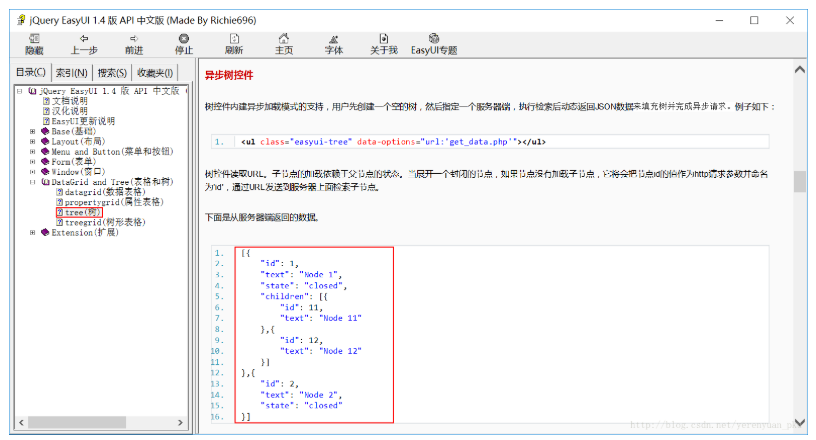 jQuery EasyUI 1.4 版 API 中文版 (Made By Richie696)
隐藏 上一步 前进 停止 刷新 主页 字体 关于我 EasyUI专题
目录(C) 索引(N) 搜索(S) 收藏夹(I)
jQuery EasyUI 1.4 版 API 中文版 (
文档说明
汉化说明
EasyUI更新说明
Base(基础)
Layout(布局)
Menu and Button(菜单和按钮)
Form(表单)
Window(窗口)
DataGrid and Tree(表格和树)
datagrid(数据表格)
propertygrid(属性表格)
tree(树)
treegrid(树形表格)
Extension(扩展)
异步树控件
树控件内建异步加载模式的支持，用户先创建一个空的树，然后指定一个服务器端，执行检索后动态返回JSON数据来填充树并完成异步请求。例子如下：
1. <ul class="easyui-tree" data-options="url:'get_data.php'"></ul>
树控件读取URL。子节点的加载依赖于父节点的状态。当展开一个封闭的节点，如果节点没有加载子节点，它将会把节点id的值作为http请求参数并命名
为'id'，通过URL发送到服务器上面检索子节点。
下面是从服务器端返回的数据。
1. [{
2. "id": 1,
3. "text": "Node 1",
4. "state": "closed",
5. "children": [{
6. "id": 11,
7. "text": "Node 11"
8. },{
9. "id": 12,
10. "text": "Node 12"
11. }]
12. },{
13. "id": 2,
14. "text": "Node 2",
15. "state": "closed"
16. }]